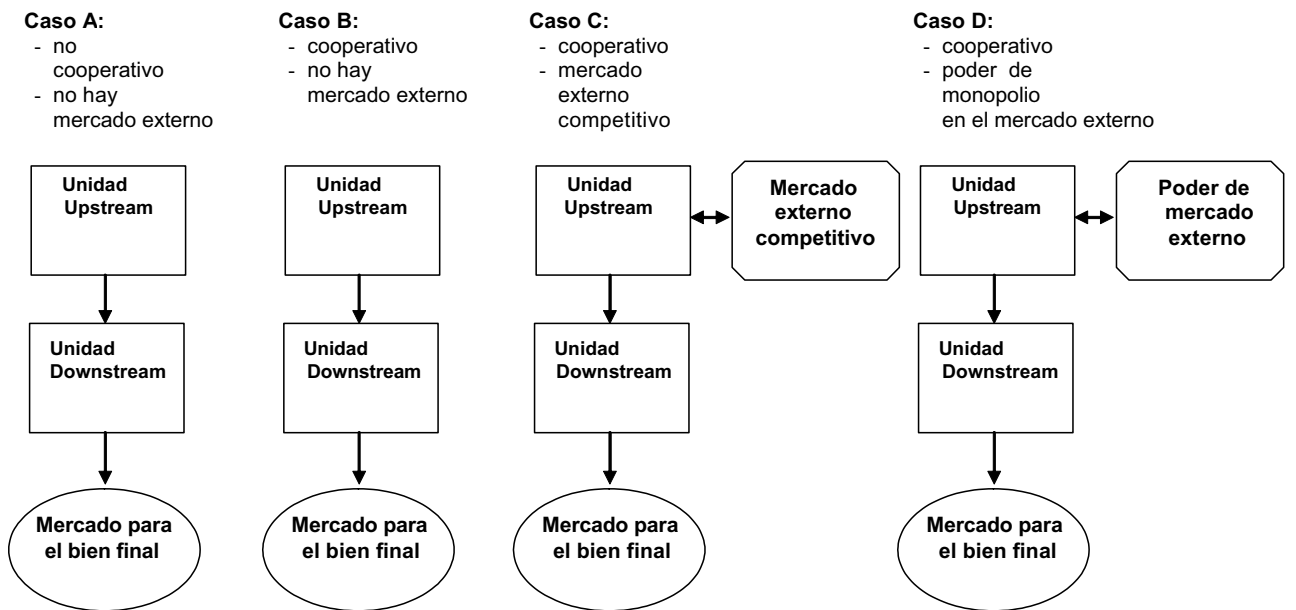 Caso A:
- no
cooperativo
- no hay
mercado externo
Caso B:
- cooperativo
- no hay
mercado externo
Caso C:
- cooperativo
- mercado
externo
competitivo
Caso D:
- cooperativo
- poder de
monopolio
en el mercado externo
Unidad
Upstream
Unidad
Upstream
Unidad
Upstream
Mercado
externo
competitivo
Unidad
Upstream
Poder de
mercado
externo
Unidad
Downstream
Unidad
Downstream
Unidad
Downstream
Unidad
Downstream
Mercado para
el bien final
Mercado para
el bien final
Mercado para
el bien final
Mercado para
el bien final